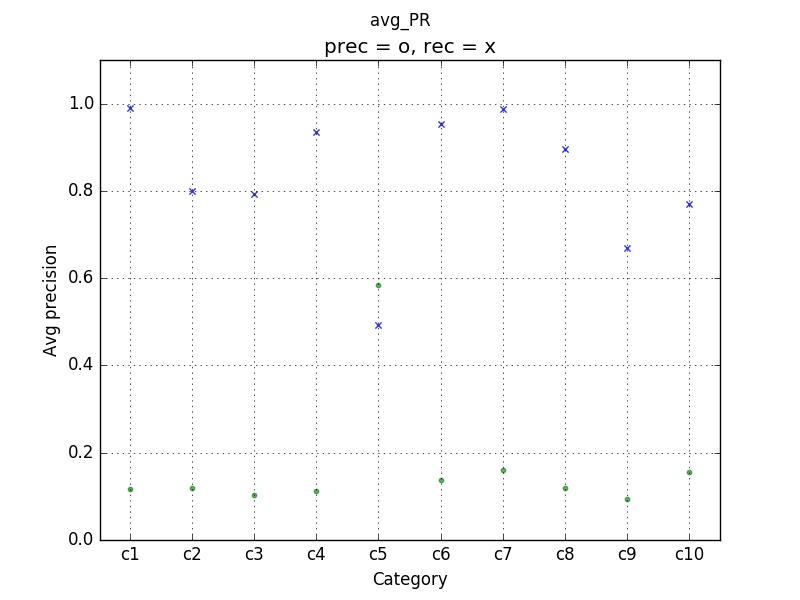 avg_PR
prec = o, rec = x
1.0
0.8
0.6
0.4
0.2
0.0
Avg precision
c1 c2 c3 c4 c5 c6 c7 c8 c9 c10
Category